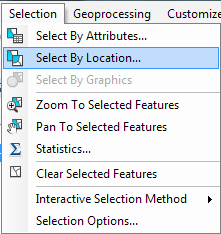 Selection Geoprocessing Customize
Select By Attributes...
Select By Location...
Select By Graphics
Zoom To Selected Features
Pan To Selected Features
Statistics...
Clear Selected Features
Interactive Selection Method
Selection Options...